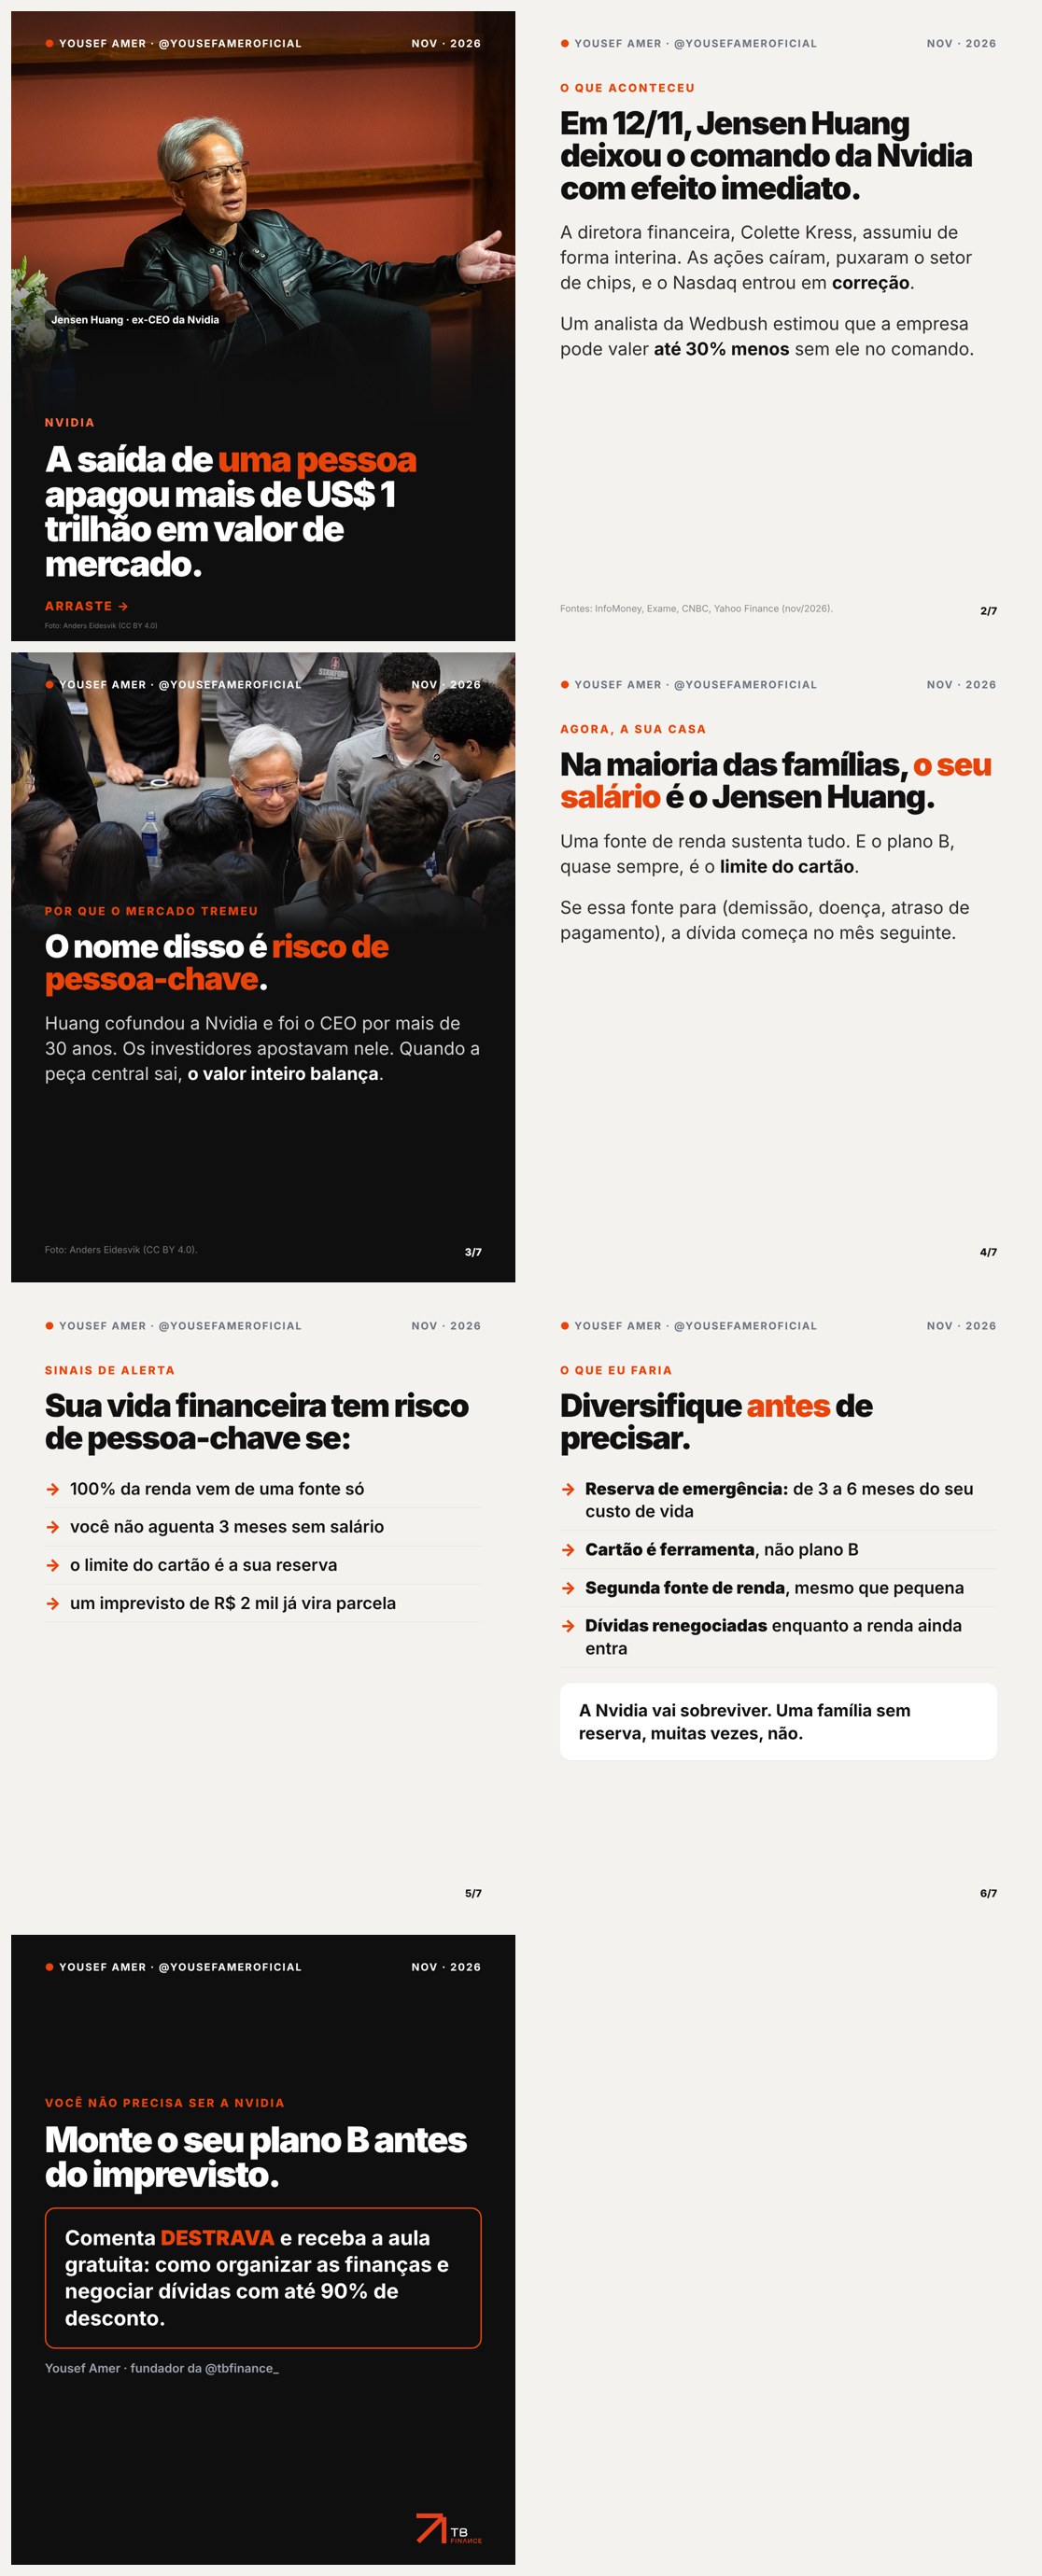 YOUSEF AMER · @YOUSEFAMEROFICIAL
NOV · 2026
Jensen Huang · ex-CEO da Nvidia
NVIDIA
A saída de uma pessoa
apagou mais de US$ 1
trilhão em valor de
mercado.
ARRASTE →
Foto: Anders Eidesvik (CC BY 4.0)
YOUSEF AMER · @YOUSEFAMEROFICIAL
NOV · 2026
O QUE ACONTECEU
Em 12/11, Jensen Huang
deixou o comando da Nvidia
com efeito imediato.
A diretora financeira, Colette Kress, assumiu de
forma interina. As ações caíram, puxaram o setor
de chips, e o Nasdaq entrou em correção.
Um analista da Wedbush estimou que a empresa
pode valer até 30% menos sem ele no comando.
Fontes: InfoMoney, Exame, CNBC, Yahoo Finance (nov/2026).
2/7
YOUSEF AMER · @YOUSEFAMEROFICIAL
NOV · 2026
STANFORD
POR QUE O MERCADO TREMEU
O nome disso é risco de
pessoa-chave.
Huang cofundou a Nvidia e foi o CEO por mais de
30 anos. Os investidores apostavam nele. Quando a
peça central sai, o valor inteiro balança.
Foto: Anders Eidesvik (CC BY 4.0).
3/7
YOUSEF AMER · @YOUSEFAMEROFICIAL
NOV · 2026
AGORA, A SUA CASA
Na maioria das famílias, o seu
salário é o Jensen Huang.
Uma fonte de renda sustenta tudo. E o plano B,
quase sempre, é o limite do cartão.
Se essa fonte para (demissão, doença, atraso de
pagamento), a dívida começa no mês seguinte.
4/7
YOUSEF AMER · @YOUSEFAMEROFICIAL
NOV · 2026
SINAIS DE ALERTA
Sua vida financeira tem risco
de pessoa-chave se:
→ 100% da renda vem de uma fonte só
→ você não aguenta 3 meses sem salário
→ o limite do cartão é a sua reserva
→ um imprevisto de R$ 2 mil já vira parcela
5/7
YOUSEF AMER · @YOUSEFAMEROFICIAL
NOV · 2026
O QUE EU FARIA
Diversifique antes de
precisar.
→ Reserva de emergência: de 3 a 6 meses do seu
custo de vida
→ Cartão é ferramenta, não plano B
→ Segunda fonte de renda, mesmo que pequena
→ Dívidas renegociadas enquanto a renda ainda
entra
A Nvidia vai sobreviver. Uma família sem
reserva, muitas vezes, não.
6/7
YOUSEF AMER · @YOUSEFAMEROFICIAL
NOV · 2026
VOCÊ NÃO PRECISA SER A NVIDIA
Monte o seu plano B antes
do imprevisto.
Comenta DESTRAVA e receba a aula
gratuita: como organizar as finanças e
negociar dívidas com até 90% de
desconto.
Yousef Amer · fundador da @tbfinance_
TB
FINANCE